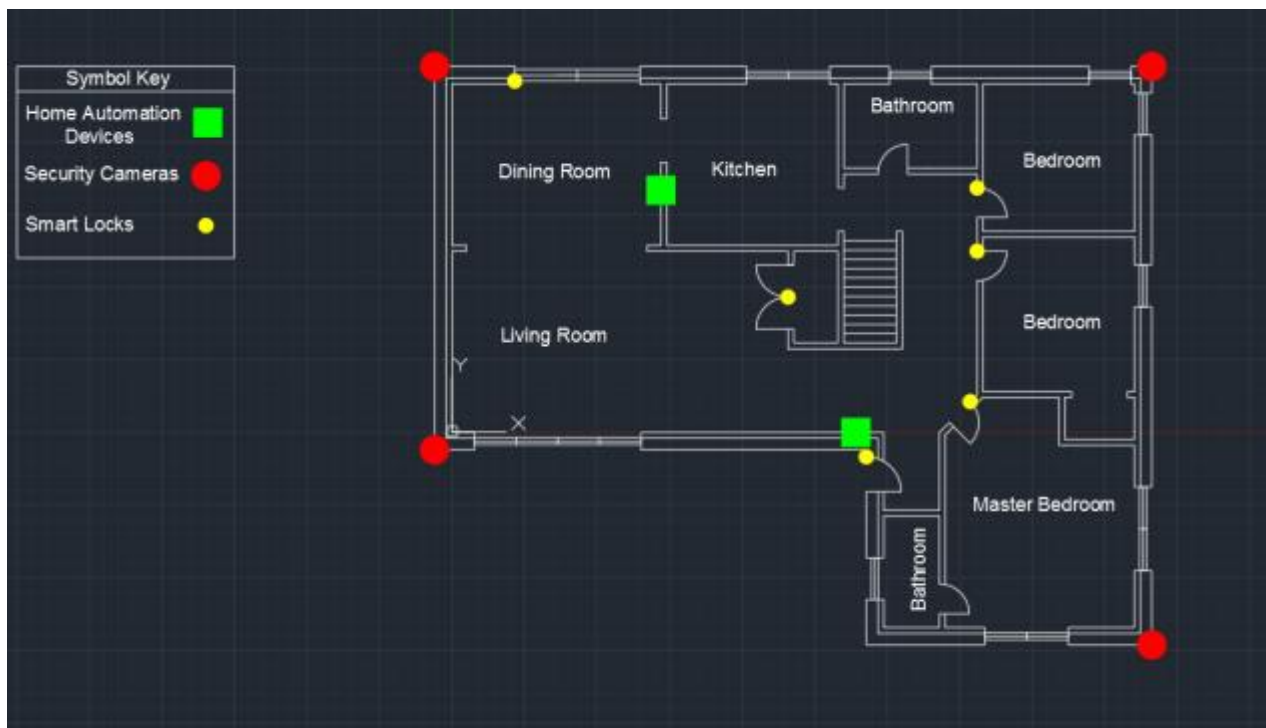 Symbol Key
Home Automation
Devices
Security Cameras
Smart Locks
Bathroom
Dining Room
Kitchen
Bedroom
Living Room
Bedroom
Y
X
Master Bedroom
Bathroom